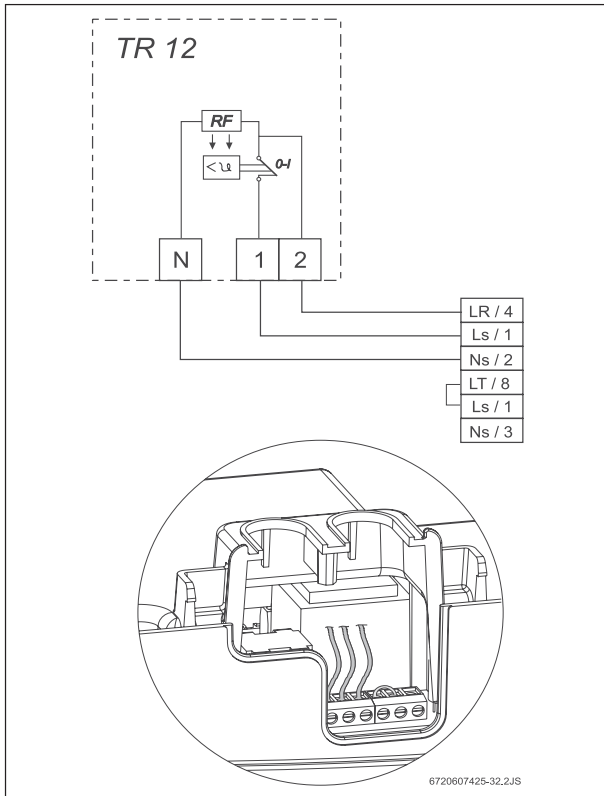 TR 12
RF
0-I
N 1 2
LR / 4
Ls / 1
Ns / 2
LT / 8
Ls / 1
Ns / 3
6720607425-32.2JS